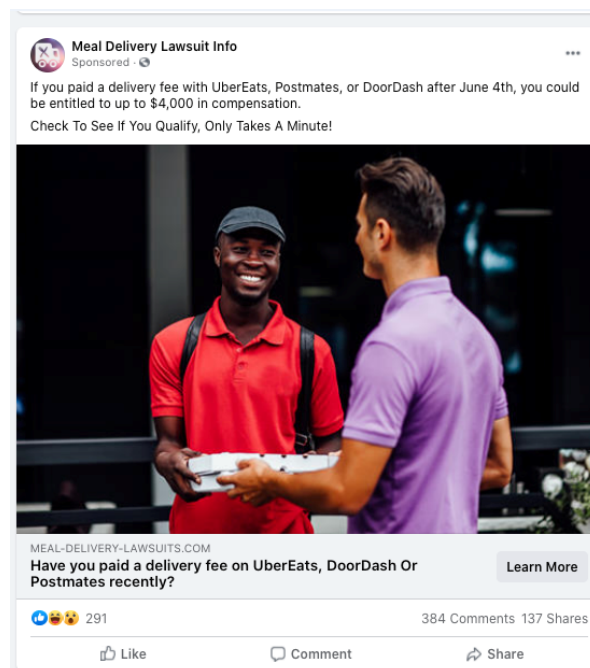 Meal Delivery Lawsuit Info
Sponsored ·
If you paid a delivery fee with UberEats, Postmates, or DoorDash after June 4th, you could
be entitled to up to $4,000 in compensation.
Check To See If You Qualify, Only Takes A Minute!
MEAL-DELIVERY-LAWSUITS.COM
Have you paid a delivery fee on UberEats, DoorDash Or
Postmates recently?
Learn More
291
384 Comments 137 Shares
Like
Comment
Share